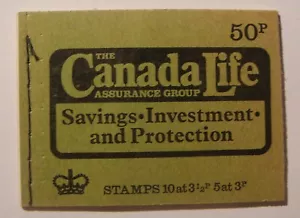 50P
THE
Canada Life
ASSURANCE GROUP
Savings·Investment·
and Protection
STAMPS 10 at 3½P 5 at 3P